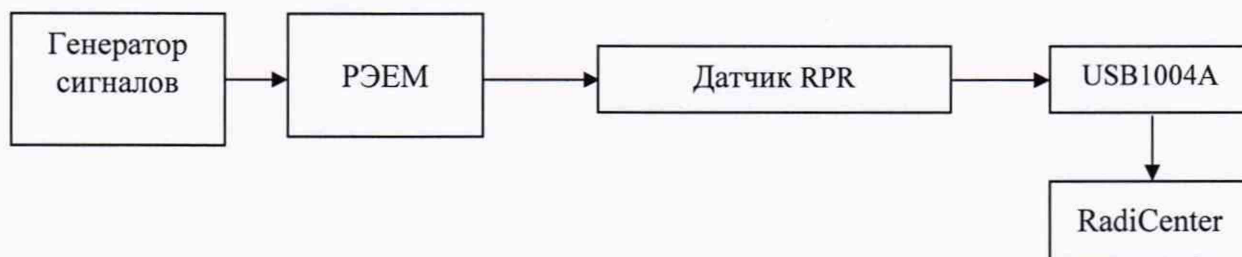 Генератор
сигналов
РЭЕМ
Датчик RPR
USB1004A
RadiCenter